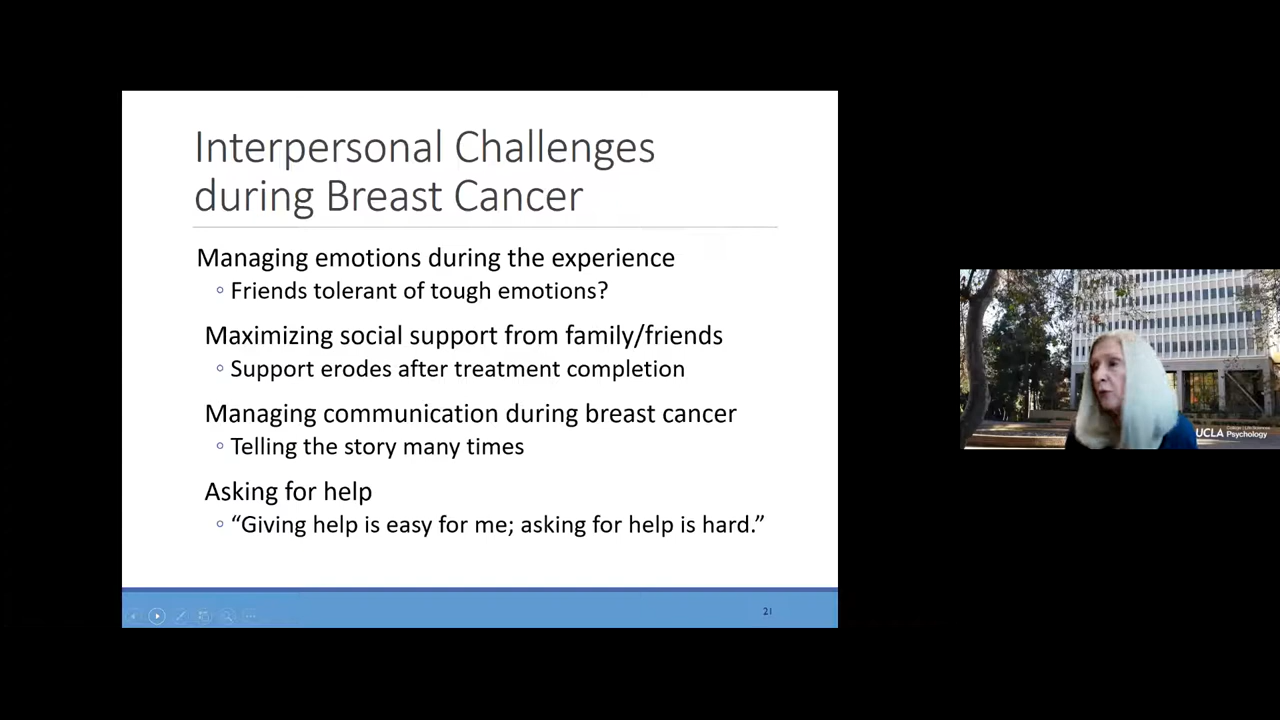 Interpersonal Challenges
during Breast Cancer
Managing emotions during the experience
◦ Friends tolerant of tough emotions?
Maximizing social support from family/friends
◦ Support erodes after treatment completion
Managing communication during breast cancer
◦ Telling the story many times
Asking for help
◦ “Giving help is easy for me; asking for help is hard.”
21
UCLA Psychology